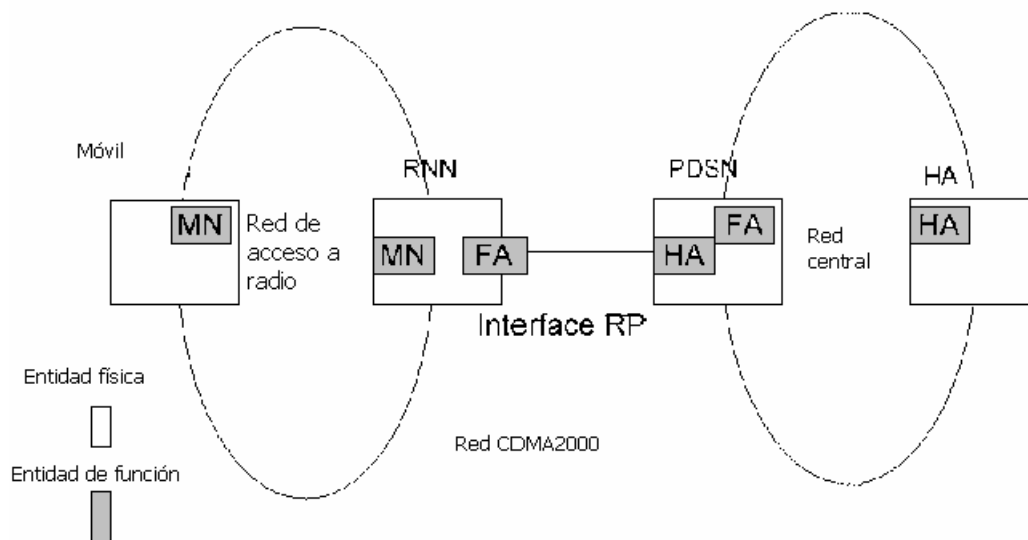 Móvil
RNN
PDSN
HA
MN
Red de
acceso a
radio
MN
FA
HA
FA
Red
central
HA
Interface RP
Entidad física
Red CDMA2000
Entidad de función